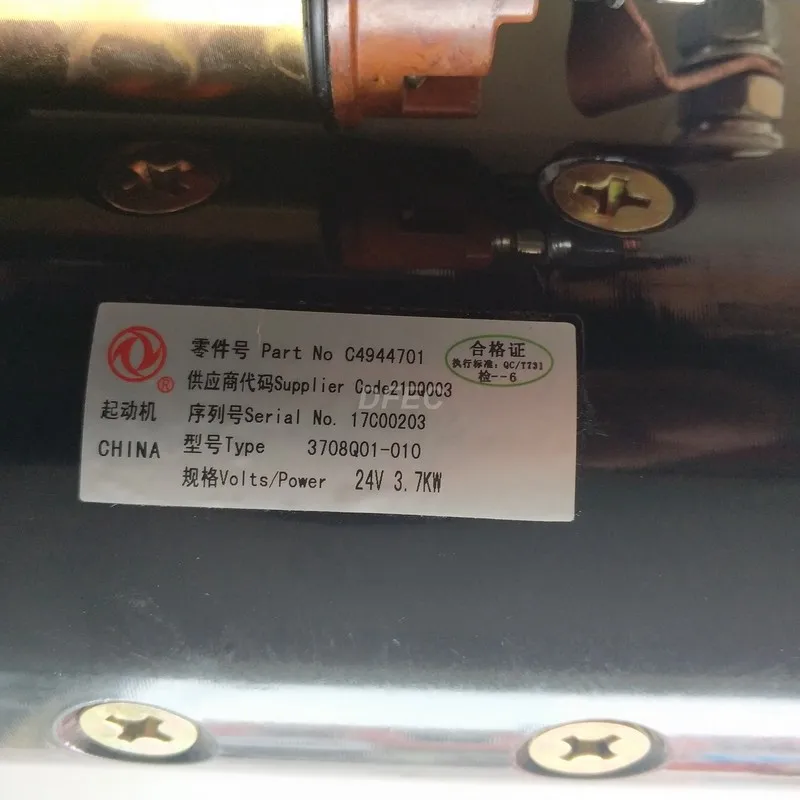 零件号 Part No C4944701
供应商代码Supplier Code21DQ003
序列号Serial No. 17C00203
型号Type 3708Q01-010
规格Volts/Power 24V 3.7KW
®
起动机
CHINA
合格证
执行标准: QC/T731
检--6
DFEC